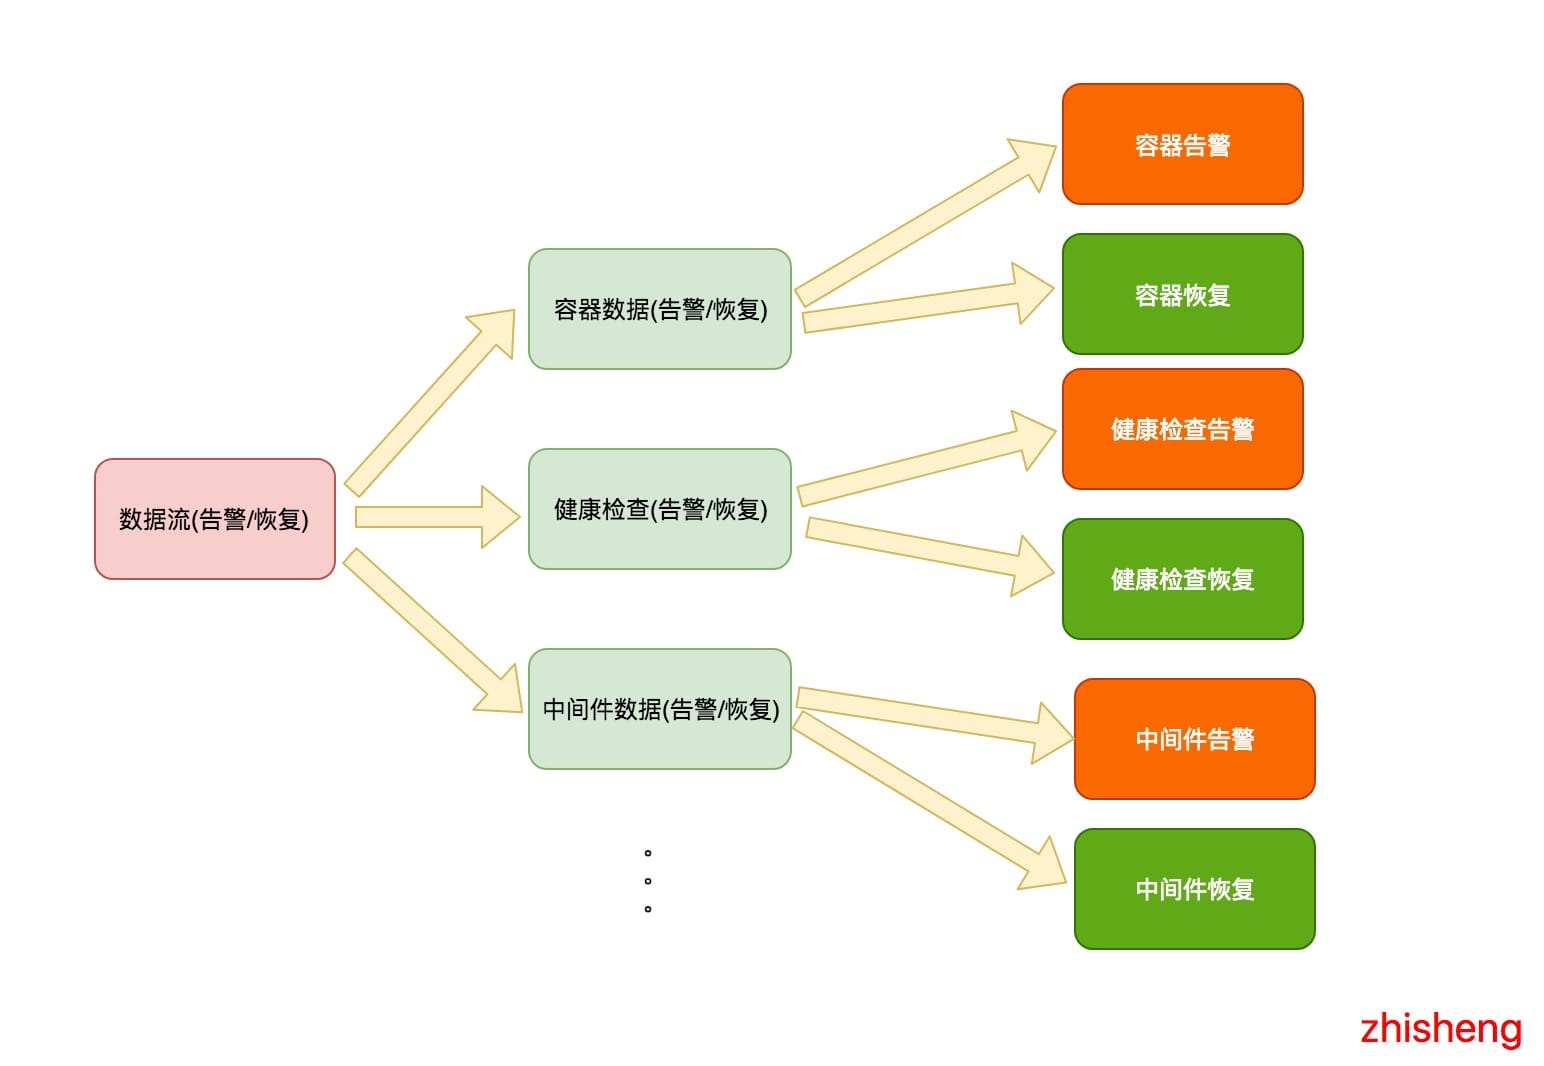 数据流(告警/恢复)
容器数据(告警/恢复)
健康检查(告警/恢复)
中间件数据(告警/恢复)
。
。
。
容器告警
容器恢复
健康检查告警
健康检查恢复
中间件告警
中间件恢复
zhisheng